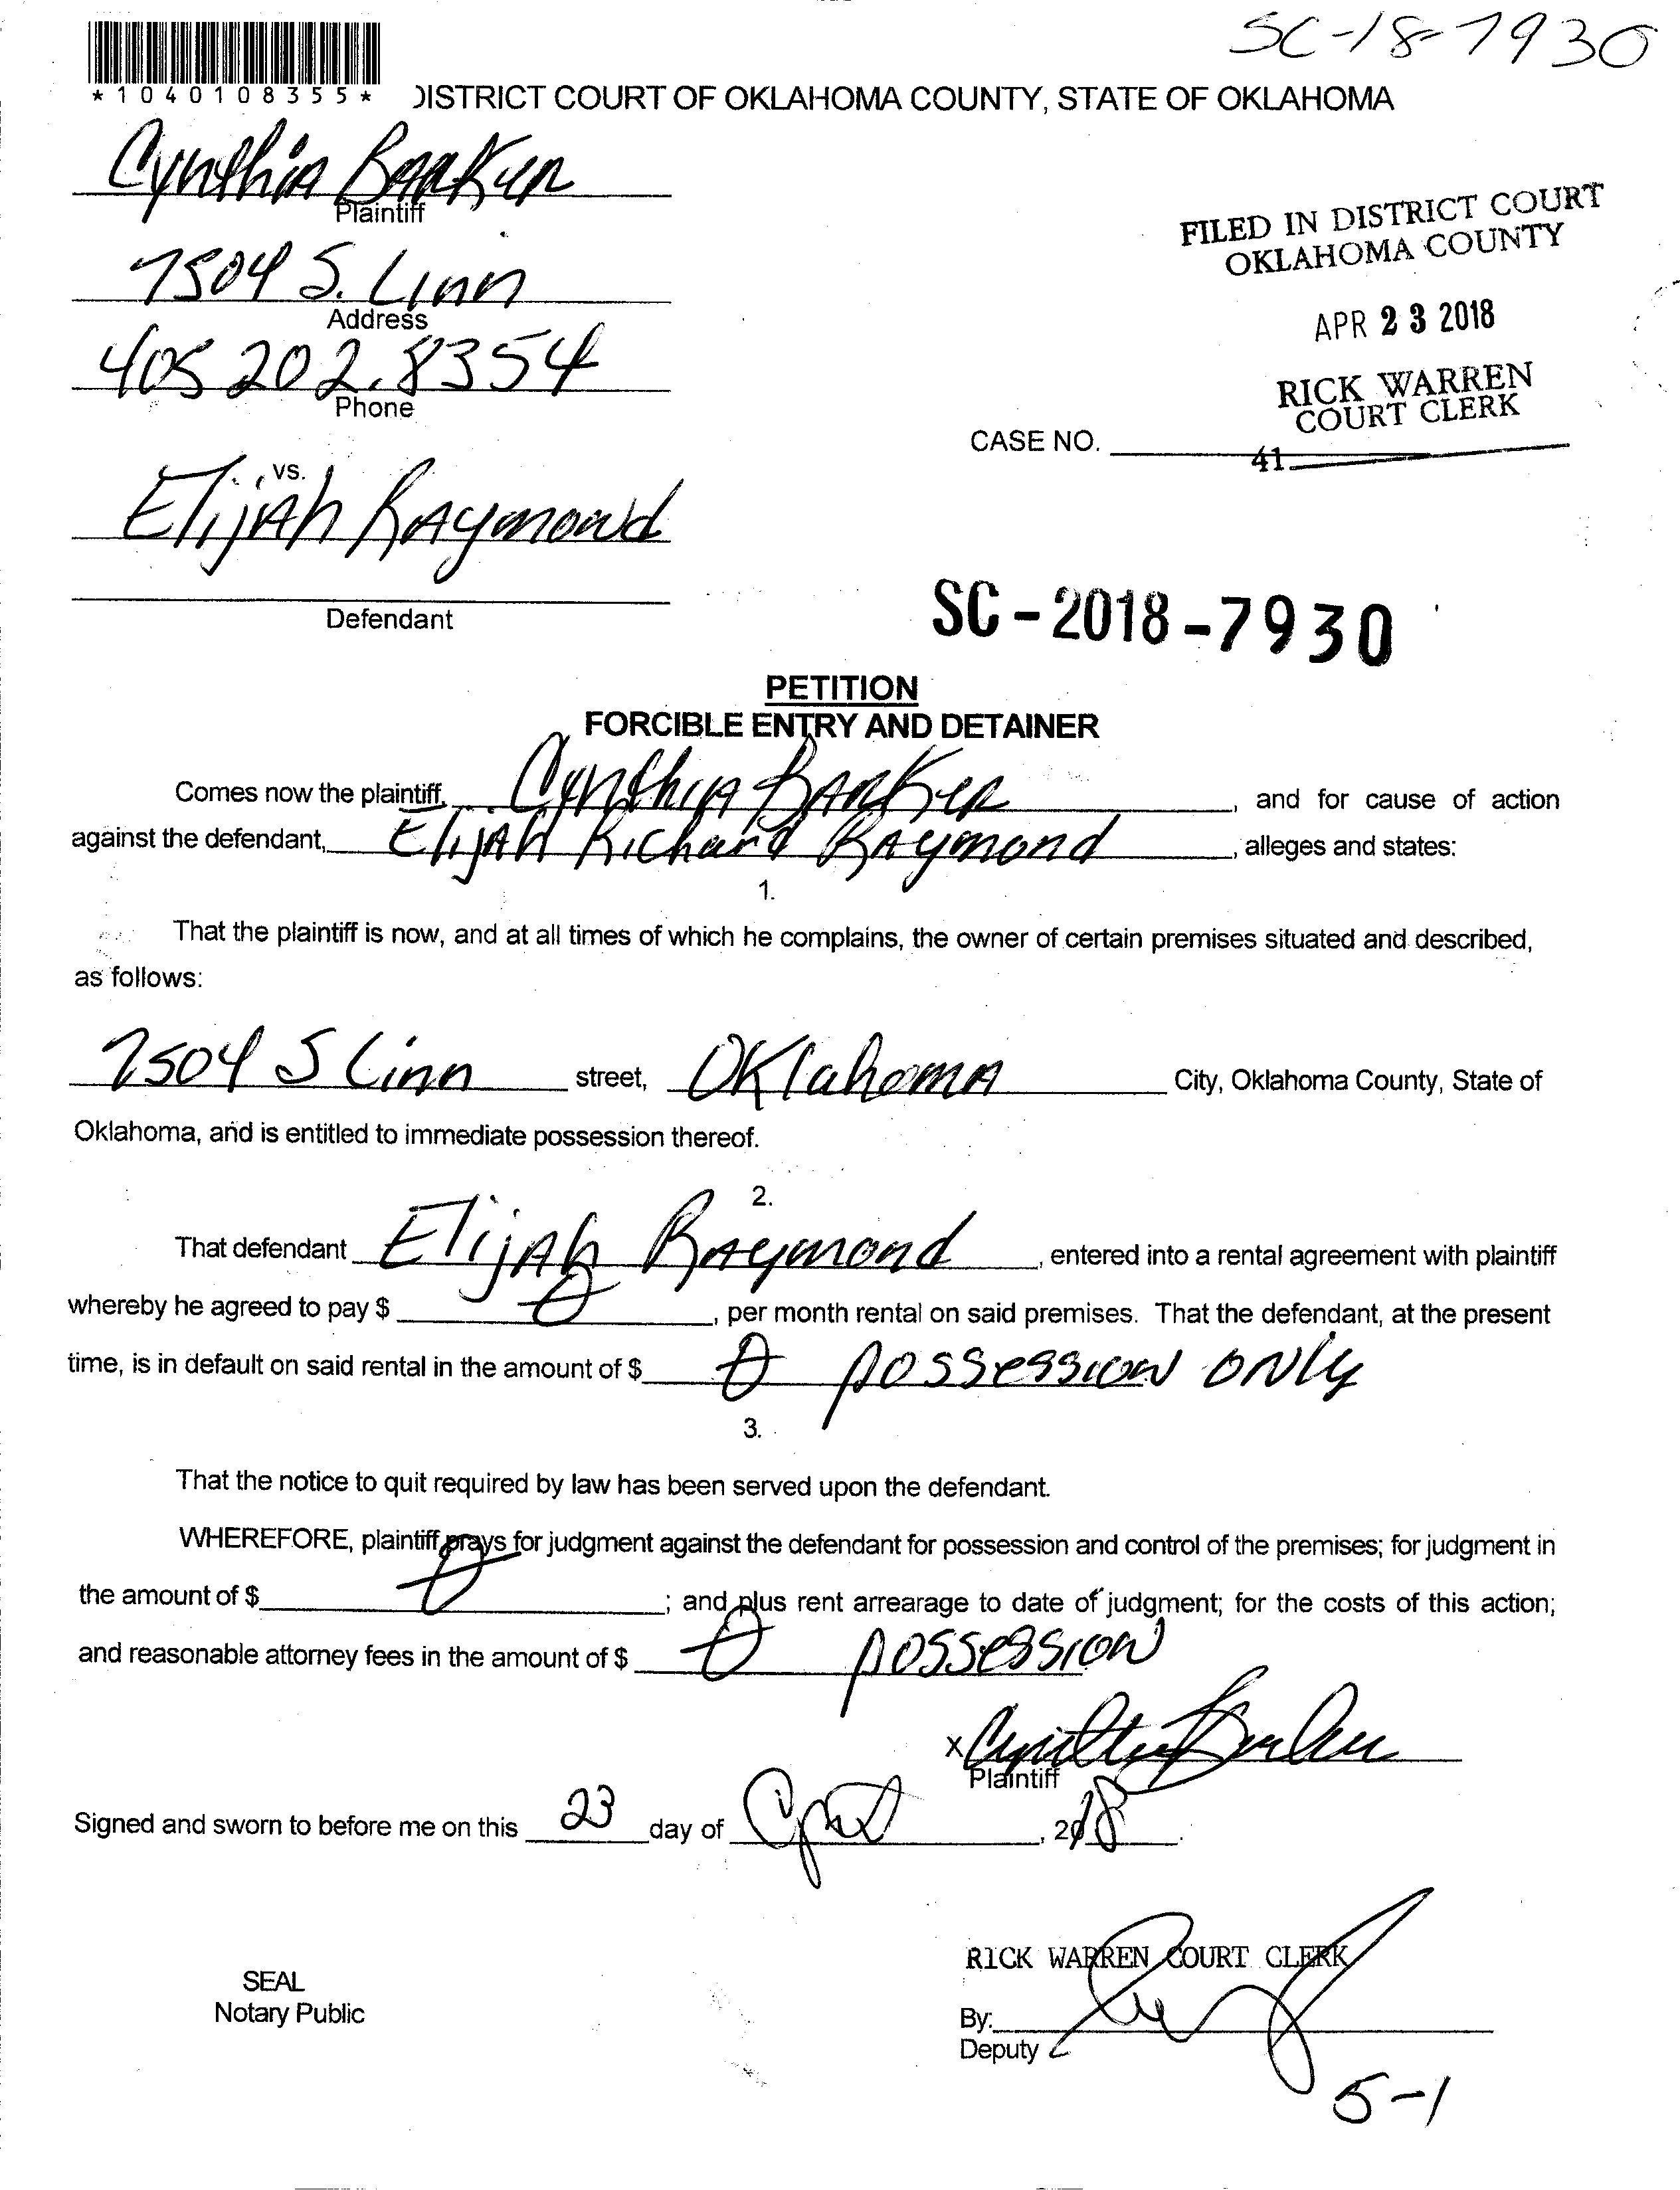 SC-18-7930
*1040108355*
DISTRICT COURT OF OKLAHOMA COUNTY, STATE OF OKLAHOMA
Cynthia Barker
Plaintiff
FILED IN DISTRICT COURT
OKLAHOMA COUNTY
7504 S. Linn
Address
APR 23 2018
405 202.8354
Phone
RICK WARREN
COURT CLERK
CASE NO.
41
vs.
Elijah Raymond
Defendant
SC-2018-7930
PETITION
FORCIBLE ENTRY AND DETAINER
Comes now the plaintiff, Cynthia Barker, and for cause of action
against the defendant, Elijah Richard Raymond, alleges and states:
1.
That the plaintiff is now, and at all times of which he complains, the owner of certain premises situated and described,
as follows:
7504 S Linn street, Oklahoma City, Oklahoma County, State of
Oklahoma, and is entitled to immediate possession thereof.
2.
That defendant Elijah Raymond, entered into a rental agreement with plaintiff
whereby he agreed to pay $ 0, per month rental on said premises. That the defendant, at the present
time, is in default on said rental in the amount of $ 0 possession only
3.
That the notice to quit required by law has been served upon the defendant.
WHEREFORE, plaintiff prays for judgment against the defendant for possession and control of the premises; for judgment in
the amount of $ 0; and plus rent arrearage to date of judgment; for the costs of this action;
and reasonable attorney fees in the amount of $ 0 possession
x Cynthia Barker
Plaintiff
Signed and sworn to before me on this 23 day of April, 2018.
RICK WARREN COURT CLERK
SEAL
Notary Public
By:
Deputy
5-1